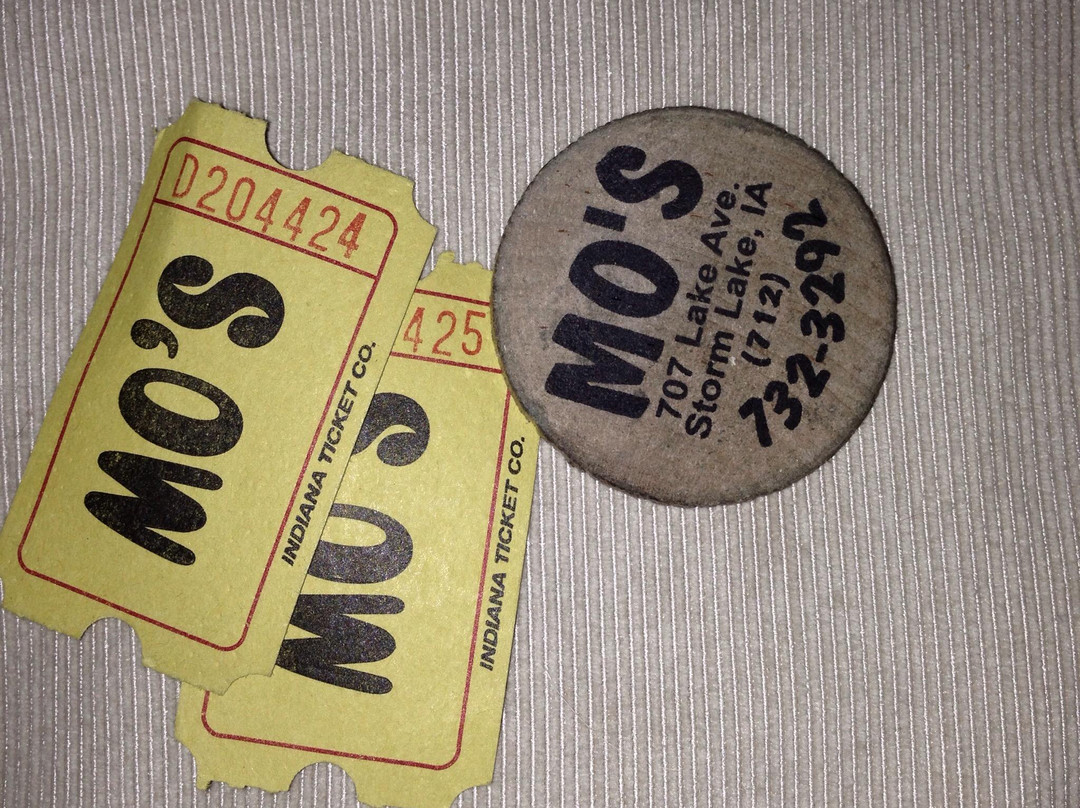 D204424
MO'S
INDIANA TICKET CO.
425
MO'S
INDIANA TICKET CO.
MO'S
707 Lake Ave.
Storm Lake, IA
(712)
732-3292